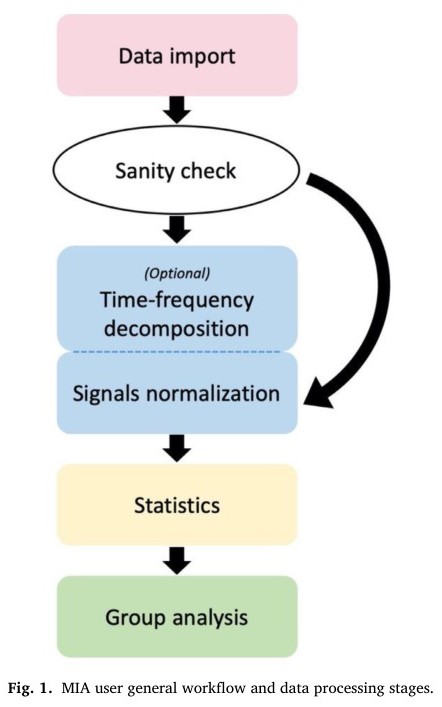 Data import
Sanity check
(Optional)
Time-frequency
decomposition
Signals normalization
Statistics
Group analysis
Fig. 1. MIA user general workflow and data processing stages.